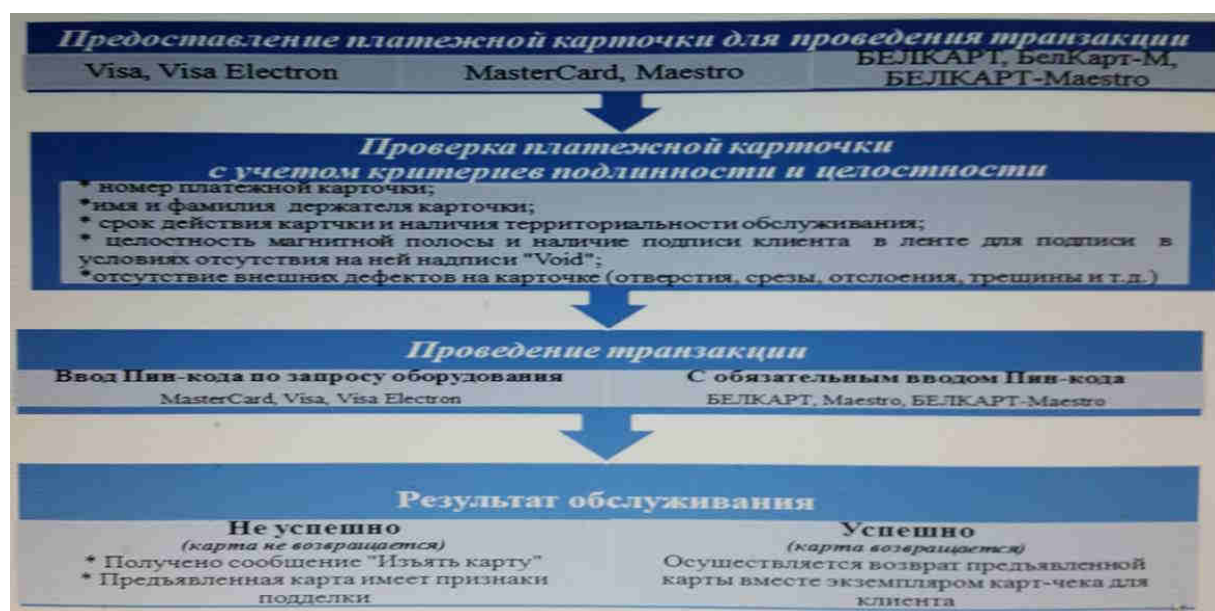 Предоставление платежной карточки для проведения транзакции
Visa, Visa Electron
MasterCard, Maestro
БЕЛКАРТ, БелКарт-М,
БЕЛКАРТ-Maestro
Проверка платежной карточки
с учетом критериев подлинности и целостности
* номер платежной карточки;
*имя и фамилия держателя карточки;
* срок действия картчки и наличия территориальности обслуживания;
* целостность магнитной полосы и наличие подписи клиента в ленте для подписи в
условиях отсутствия на ней надписи "Void";
*отсутствие внешних дефектов на карточке (отверстия, срезы, отслоения, трещины и т.д.)
Проведение транзакции
Ввод Пин-кода по запросу оборудования
MasterCard, Visa, Visa Electron
С обязательным вводом Пин-кода
БЕЛКАРТ, Maestro, БЕЛКАРТ-Maestro
Результат обслуживания
Не успешно
(карта не возвращается)
* Получено сообщение "Изъять карту"
* Предъявленная карта имеет признаки
подделки
Успешно
(карта возвращается)
Осуществляется возврат предъявленной
карты вместе экземпляром карт-чека для
клиента